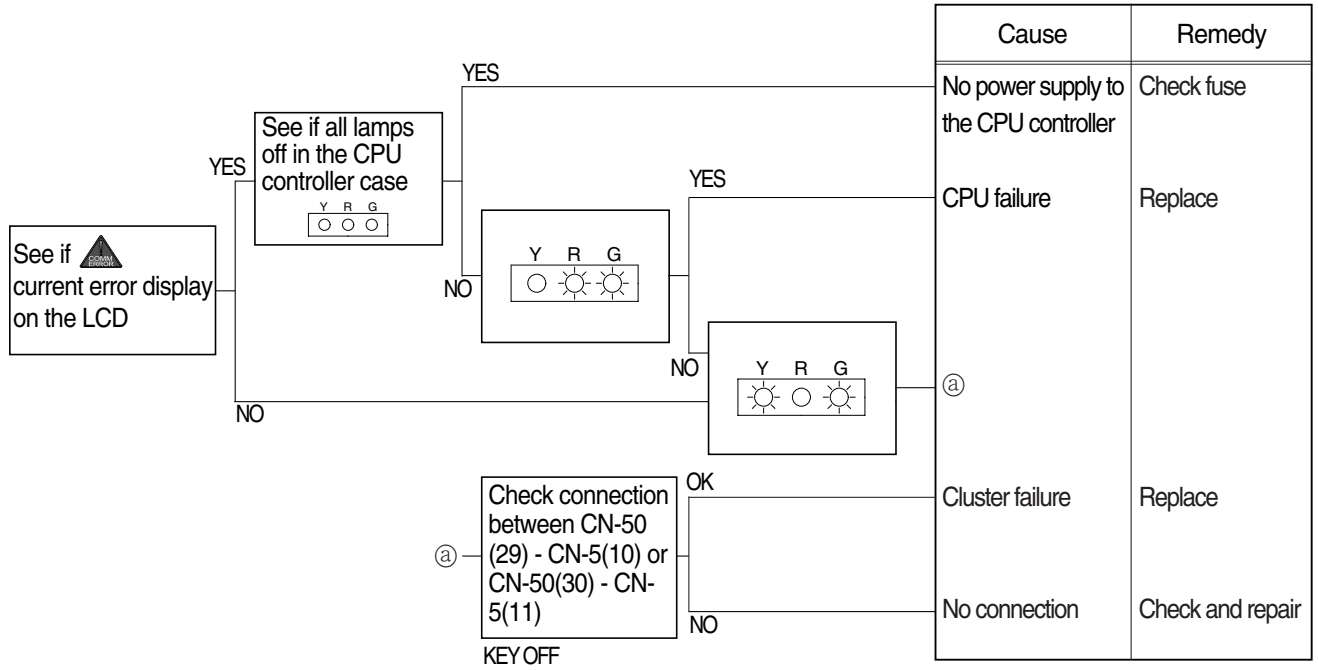 Cause Remedy
YES
No power supply to Check fuse
the CPU controller
See if all lamps
off in the CPU
controller case
Y R G
YES
YES
CPU failure Replace
See if COMM ERROR
current error display
on the LCD
Y R G
NO
NO
Y R G
ⓐ
NO
OK
Check connection
between CN-50
(29) - CN-5(10) or
CN-50(30) - CN-
5(11)
ⓐ
Cluster failure Replace
No connection Check and repair
NO
KEY OFF